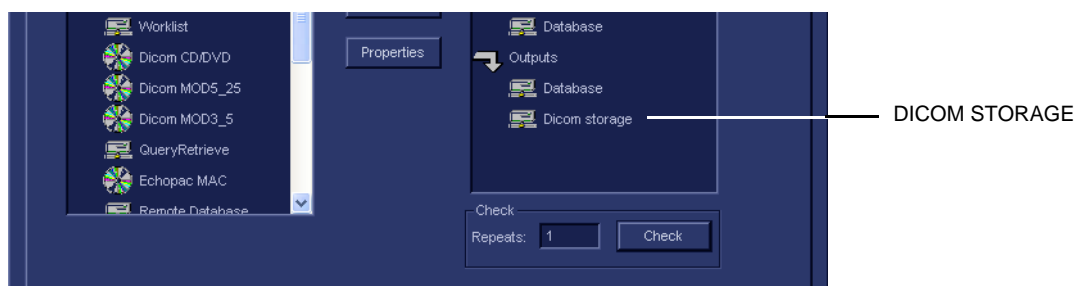 Worklist
Dicom CD/DVD
Dicom MOD5_25
Dicom MOD3_5
QueryRetrieve
Echopac MAC
Remote Database
Properties
Database
Outputs
Database
Dicom storage
DICOM STORAGE
Check
Repeats: 1 Check